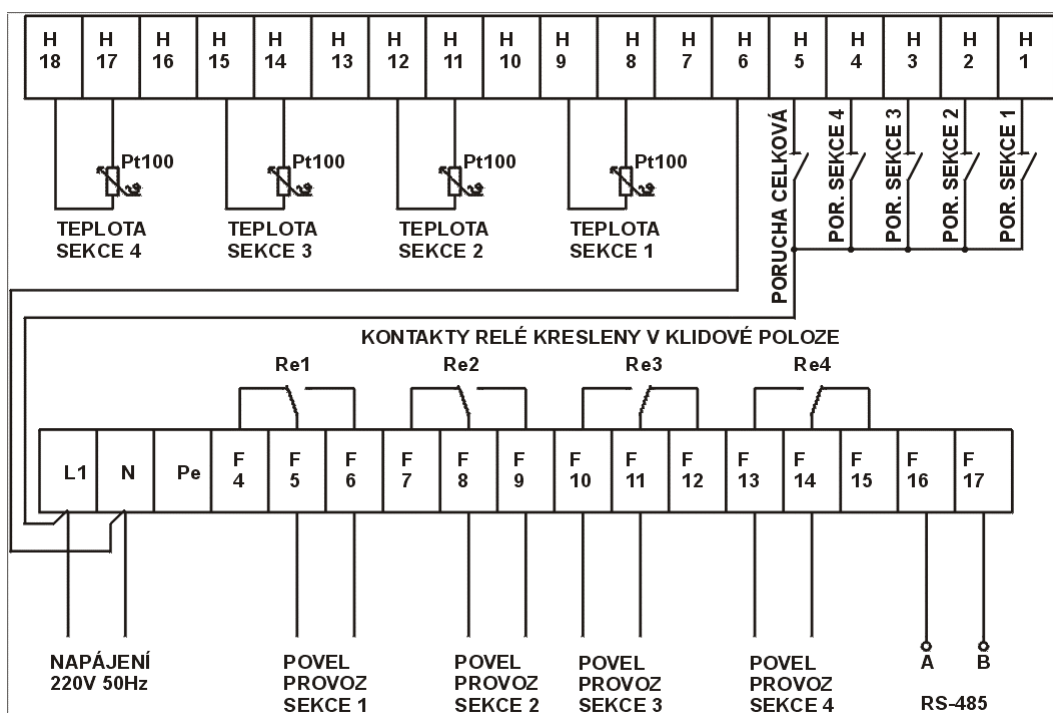 H 18 H 17 H 16 H 15 H 14 H 13 H 12 H 11 H 10 H 9 H 8 H 7 H 6 H 5 H 4 H 3 H 2 H 1
Pt100 Pt100 Pt100 Pt100
TEPLOTA
SEKCE 4
TEPLOTA
SEKCE 3
TEPLOTA
SEKCE 2
TEPLOTA
SEKCE 1
PORUCHA CELKOVÁ
POR. SEKCE 4
POR. SEKCE 3
POR. SEKCE 2
POR. SEKCE 1
KONTAKTY RELÉ KRESLENY V KLIDOVÉ POLOZE
Re1 Re2 Re3 Re4
L1 N Pe F 4 F 5 F 6 F 7 F 8 F 9 F 10 F 11 F 12 F 13 F 14 F 15 F 16 F 17
NAPÁJENÍ
220V 50Hz
POVEL
PROVOZ
SEKCE 1
POVEL
PROVOZ
SEKCE 2
POVEL
PROVOZ
SEKCE 3
POVEL
PROVOZ
SEKCE 4
A B
RS-485